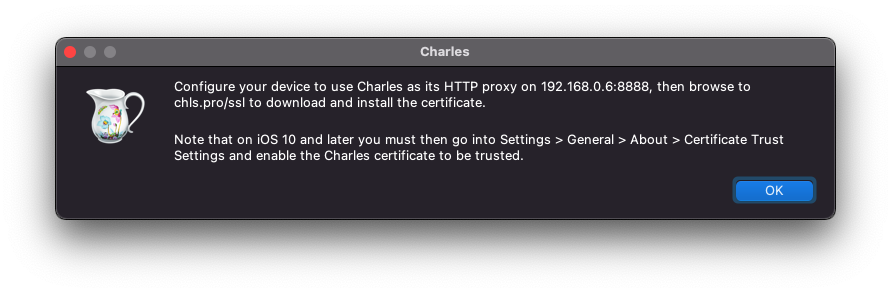 Charles
Configure your device to use Charles as its HTTP proxy on 192.168.0.6:8888, then browse to
chls.pro/ssl to download and install the certificate.
Note that on iOS 10 and later you must then go into Settings > General > About > Certificate Trust
Settings and enable the Charles certificate to be trusted.
OK